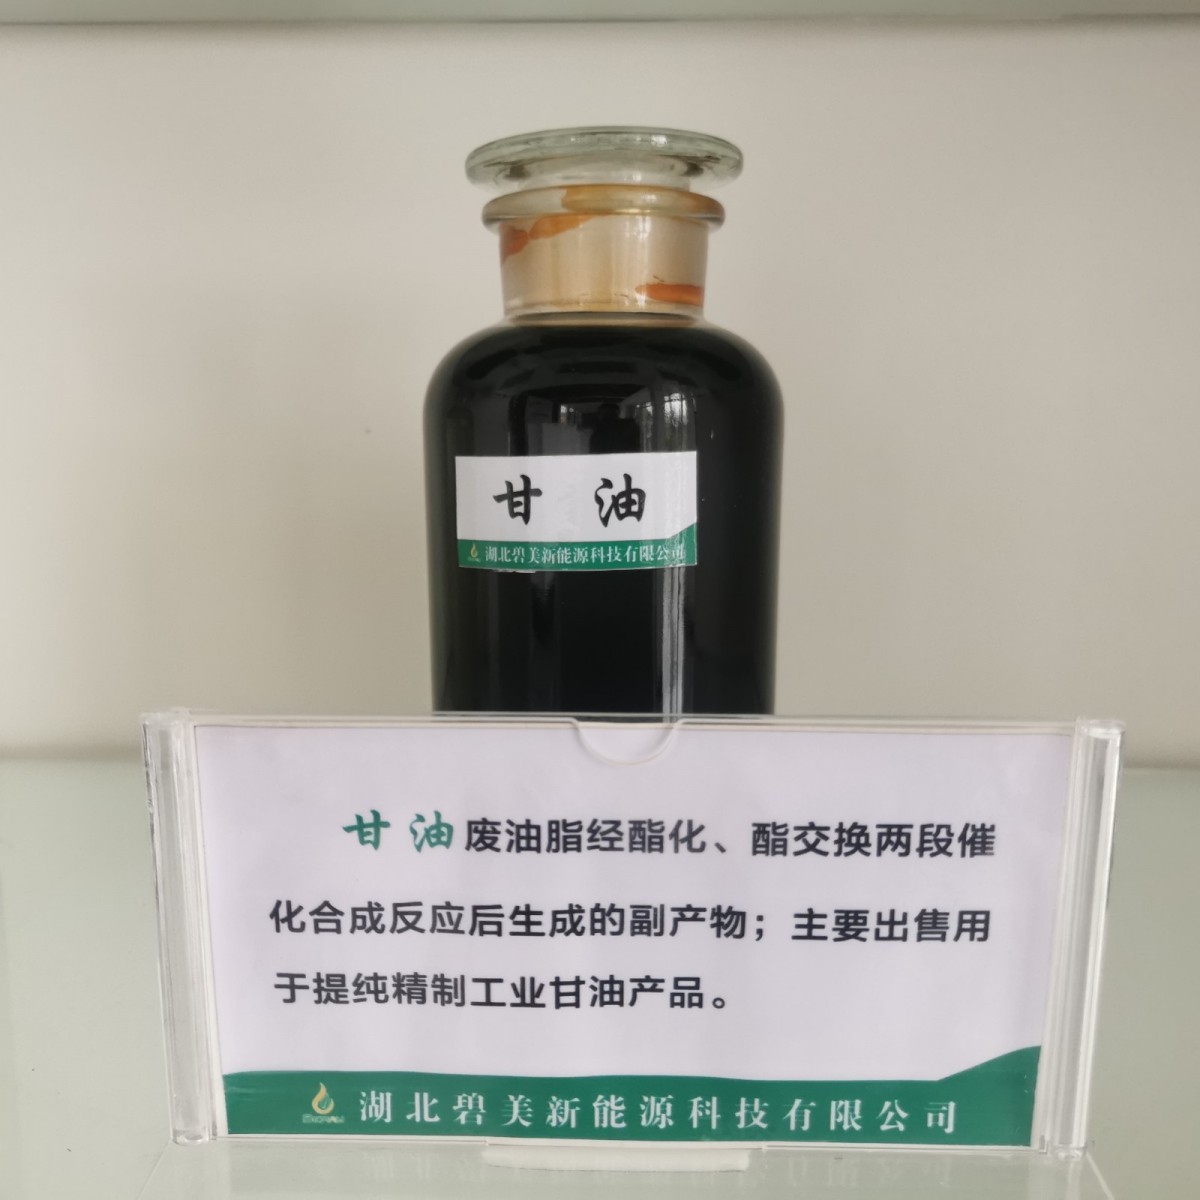 甘 油
湖北碧美新能源科技有限公司
甘 油 废油脂经酯化、酯交换两段催
化合成反应后生成的副产物；主要出售用
于提纯精制工业甘油产品。
湖北碧美新能源科技有限公司